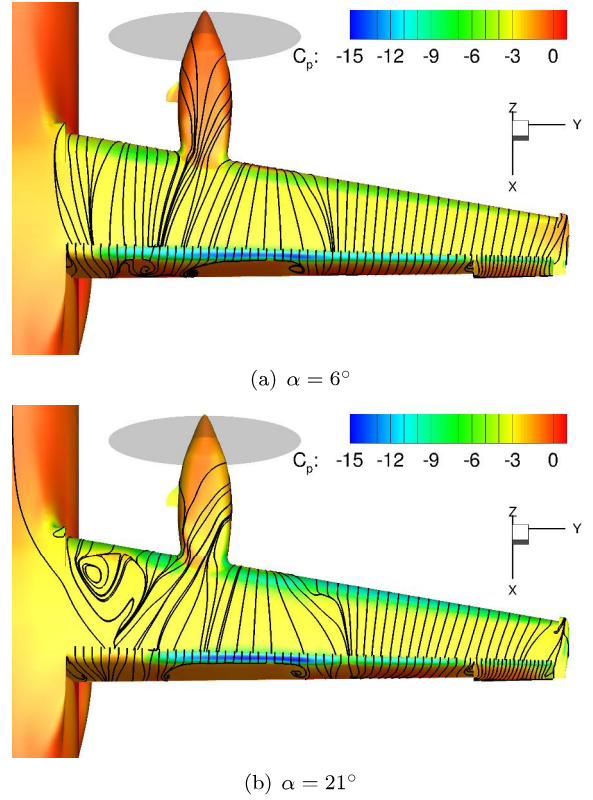 Cp: -15 -12 -9 -6 -3 0
Z
Y
X
(a) α = 6°
Cp: -15 -12 -9 -6 -3 0
Z
Y
X
(b) α = 21°